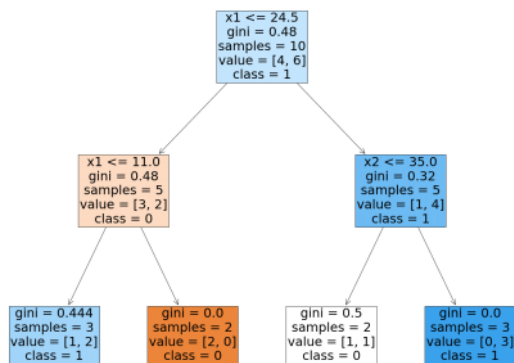 x1 <= 24.5
gini = 0.48
samples = 10
value = [4, 6]
class = 1
x1 <= 11.0
gini = 0.48
samples = 5
value = [3, 2]
class = 0
x2 <= 35.0
gini = 0.32
samples = 5
value = [1, 4]
class = 1
gini = 0.444
samples = 3
value = [1, 2]
class = 1
gini = 0.0
samples = 2
value = [2, 0]
class = 0
gini = 0.5
samples = 2
value = [1, 1]
class = 0
gini = 0.0
samples = 3
value = [0, 3]
class = 1